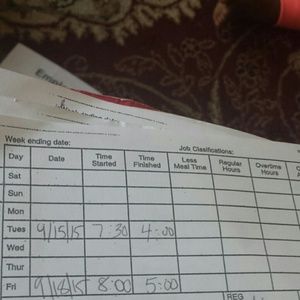 Week ending date: Job Clasifications:
Day Date Time Started Time Finished Less Meal Time Regular Hours Overtime Hours
Sat
Sun
Mon
Tues 9/15/15 7:30 4:00
Wed
Thur
Fri 9/18/15 8:00 5:00
REG